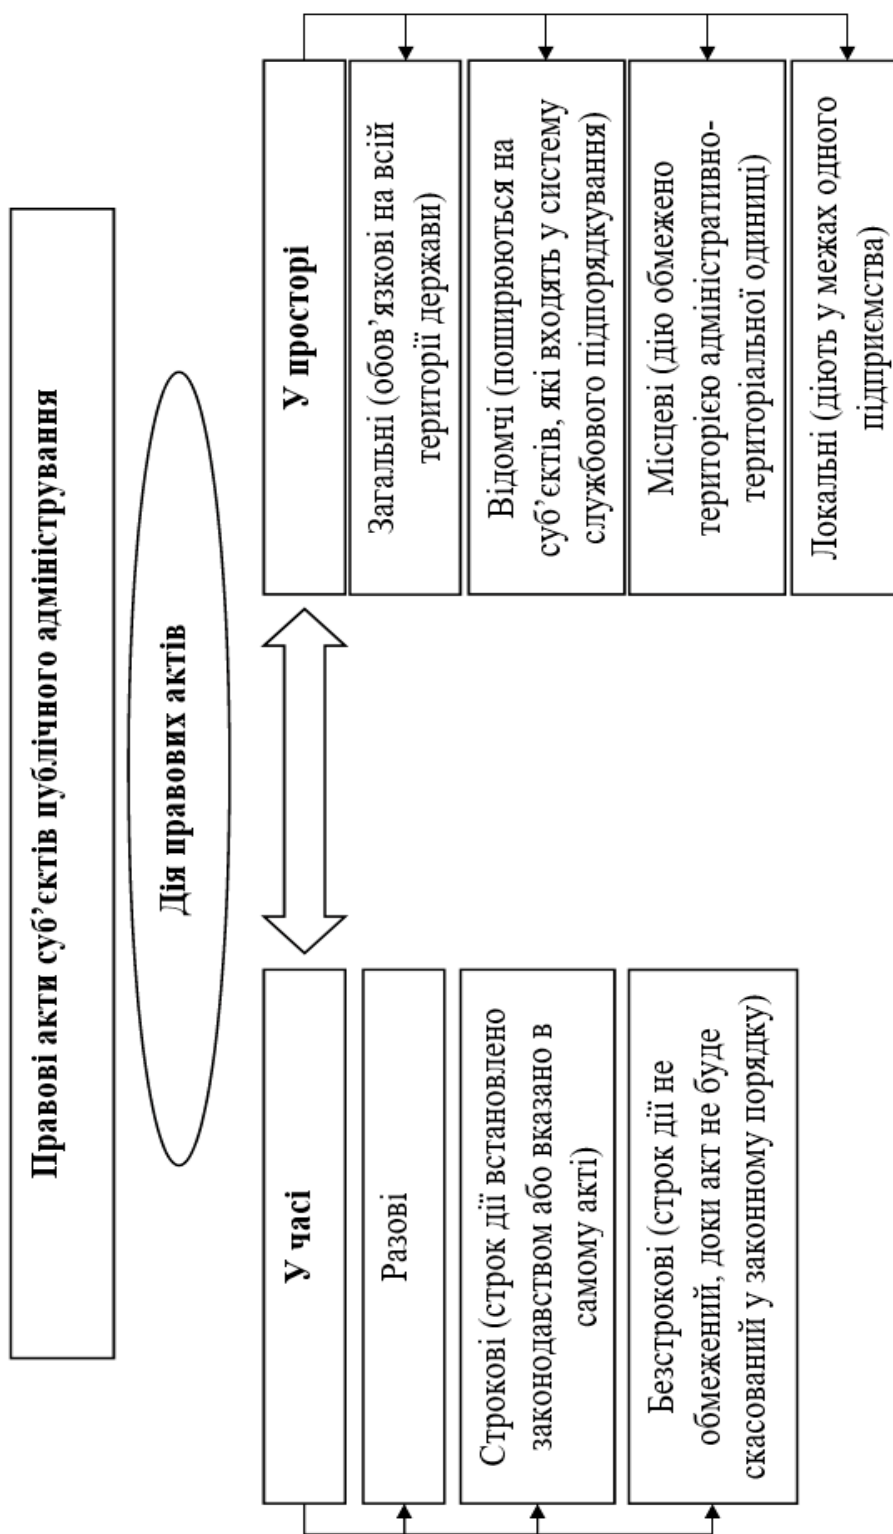 Правові акти суб’єктів публічного адміністрування
Дія правових актів
У часі
Разові
Строкові (строк дії встановлено
законодавством або вказано в
самому акті)
Безстрокові (строк дії не
обмежений, доки акт не буде
скасований у законному порядку)
У просторі
Загальні (обов’язкові на всій
території держави)
Відомчі (поширюються на
суб’єктів, які входять у систему
службового підпорядкування)
Місцеві (дію обмежено
територією адміністративно-
територіальної одиниці)
Локальні (діють у межах одного
підприємства)